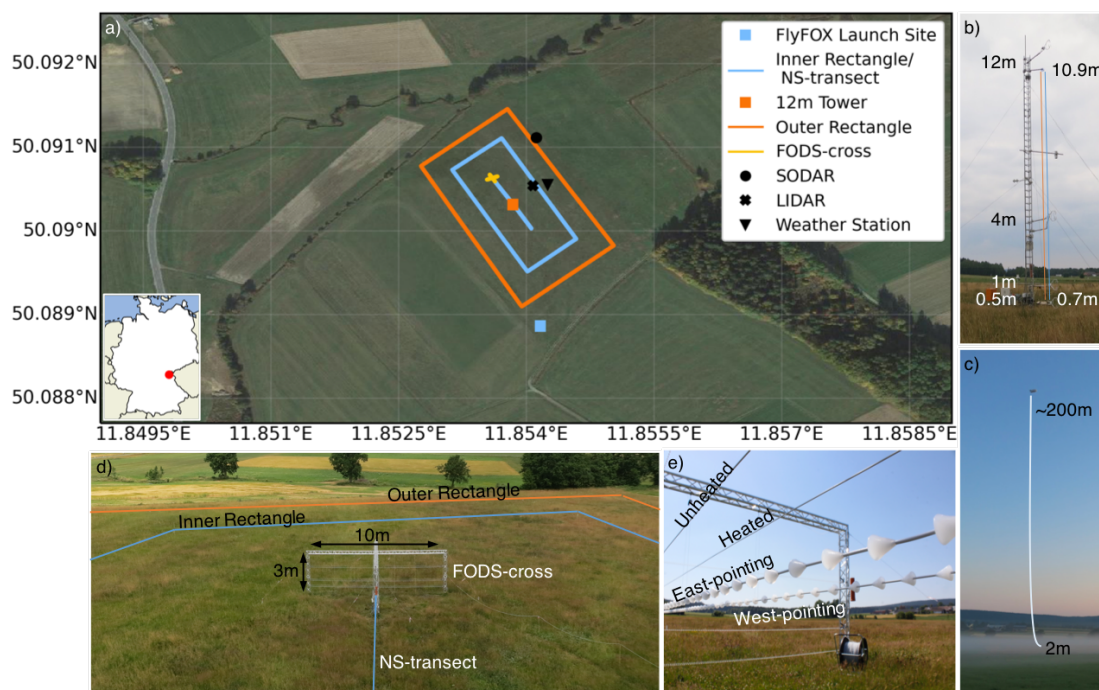 a)
50.092°N
50.091°N
50.09°N
50.089°N
50.088°N
11.8495°E
11.851°E
11.8525°E
11.854°E
11.8555°E
11.857°E
11.8585°E
FlyFOX Launch Site
Inner Rectangle/
NS-transect
12m Tower
Outer Rectangle
FODS-cross
SODAR
LIDAR
Weather Station
b)
12m
10.9m
4m
1m
0.5m
0.7m
c)
~200m
2m
d)
Outer Rectangle
Inner Rectangle
10m
3m
FODS-cross
NS-transect
e)
Unheated
Heated
East-pointing
West-pointing